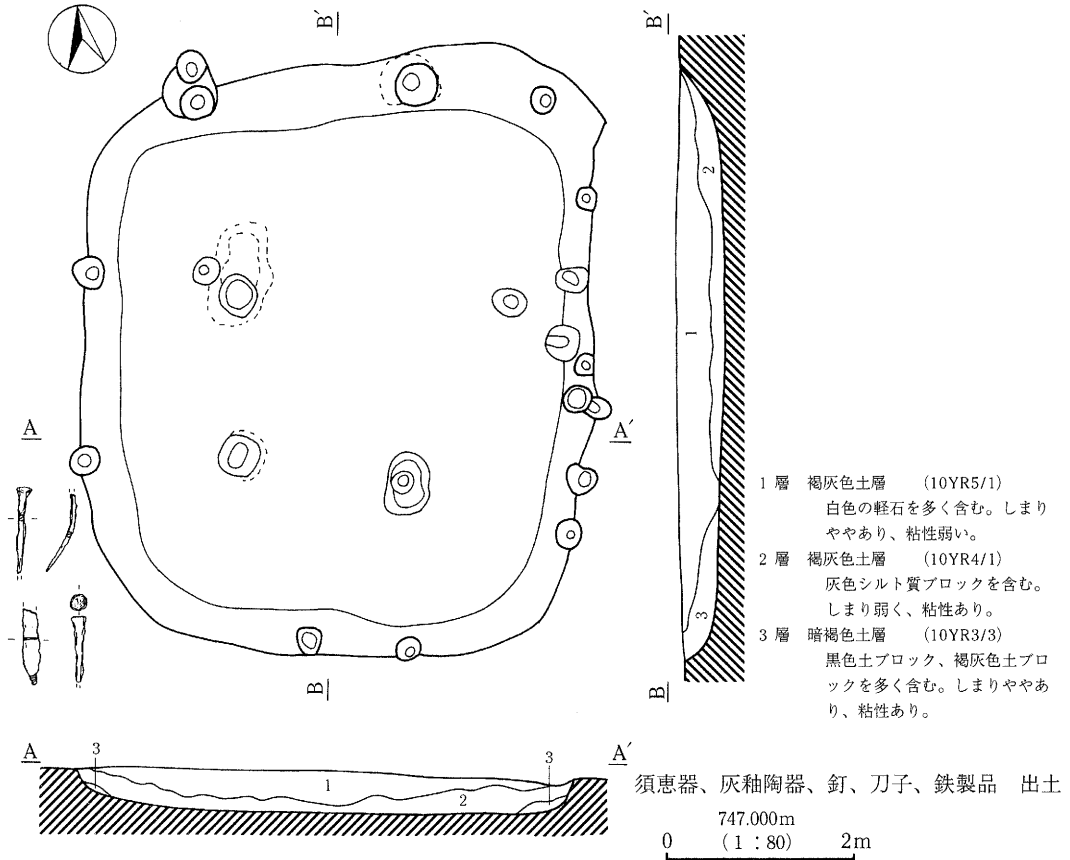 B′
B′
A
A′
1
2
3
B
B
1層 褐灰色土層 (10YR5/1)
白色の軽石を多く含む。しまり
ややあり、粘性弱い。
2層 褐灰色土層 (10YR4/1)
灰色シルト質ブロックを含む。
しまり弱く、粘性あり。
3層 暗褐色土層 (10YR3/3)
黒色土ブロック、褐灰色土ブロ
ックを多く含む。しまりややあ
り、粘性あり。
A
A′
3
3
1
2
須恵器、灰釉陶器、釘、刀子、鉄製品 出土
747.000m
0 (1:80) 2m